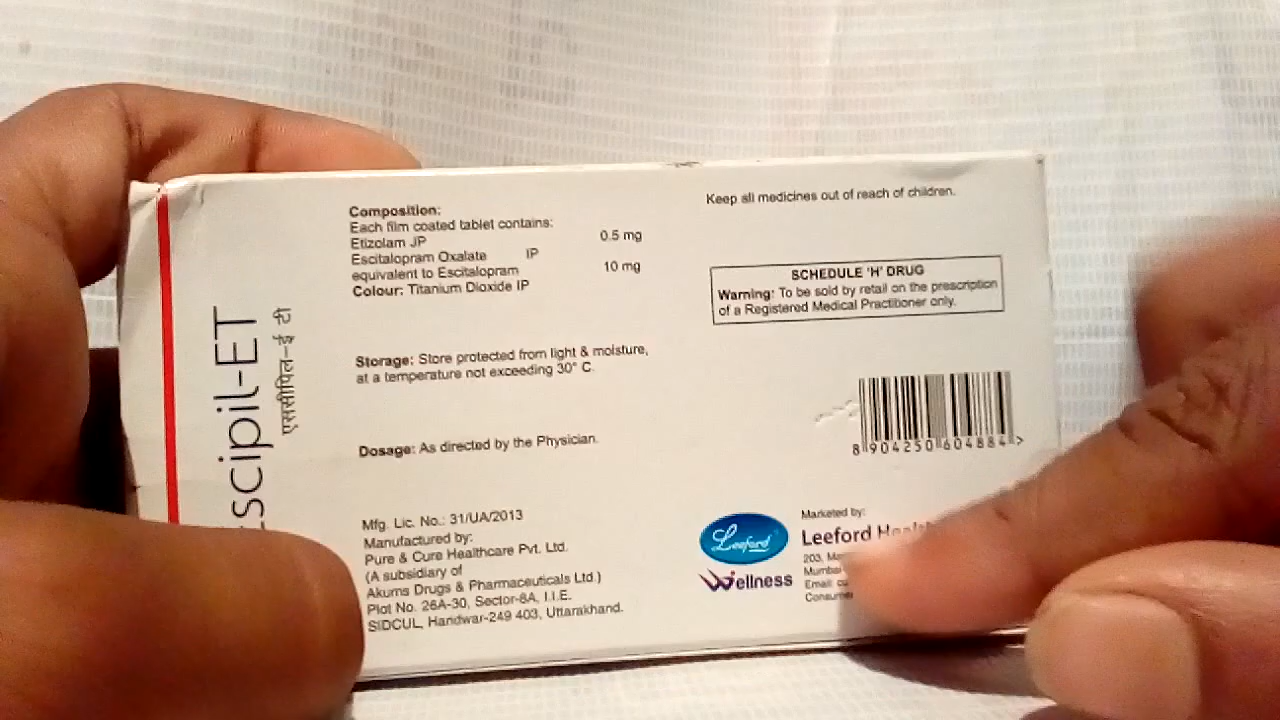 scipil-ET
एससीपिल-ई टी
Composition:
Each film coated tablet contains:
Etizolam JP 0.5 mg
Escitalopram Oxalate IP
equivalent to Escitalopram 10 mg
Colour: Titanium Dioxide IP
Storage: Store protected from light & moisture,
at a temperature not exceeding 30° C.
Dosage: As directed by the Physician.
Mfg. Lic. No.: 31/UA/2013
Manufactured by:
Pure & Cure Healthcare Pvt. Ltd.
(A subsidiary of
Akums Drugs & Pharmaceuticals Ltd.)
Plot No. 26A-30, Sector-8A, I.I.E.
SIDCUL, Haridwar-249 403, Uttarakhand.
Keep all medicines out of reach of children.
SCHEDULE 'H' DRUG
Warning: To be sold by retail on the prescription
of a Registered Medical Practitioner only.
8 904250 604884 >
Leeford
Wellness
Marketed by:
Leeford
203,
Mumbai
Email:
Consumer